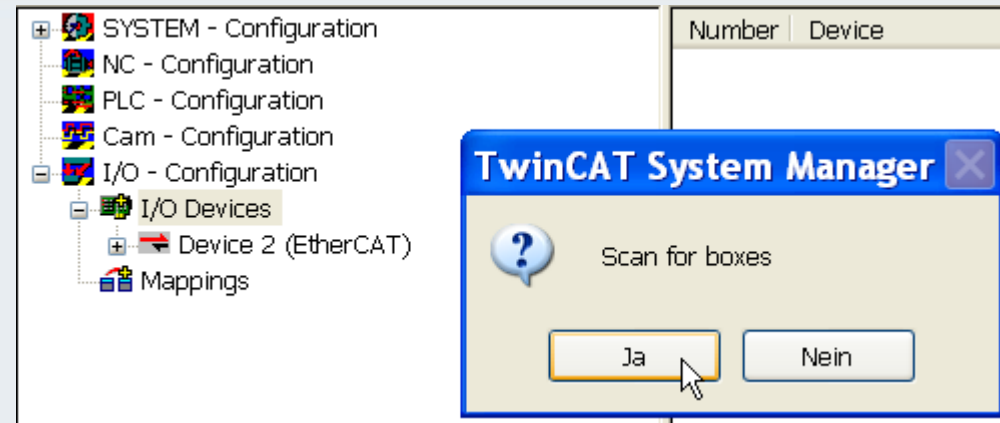 SYSTEM - Configuration
NC - Configuration
PLC - Configuration
Cam - Configuration
I/O - Configuration
I/O Devices
Device 2 (EtherCAT)
Mappings
Number Device
TwinCAT System Manager
Scan for boxes
Ja Nein